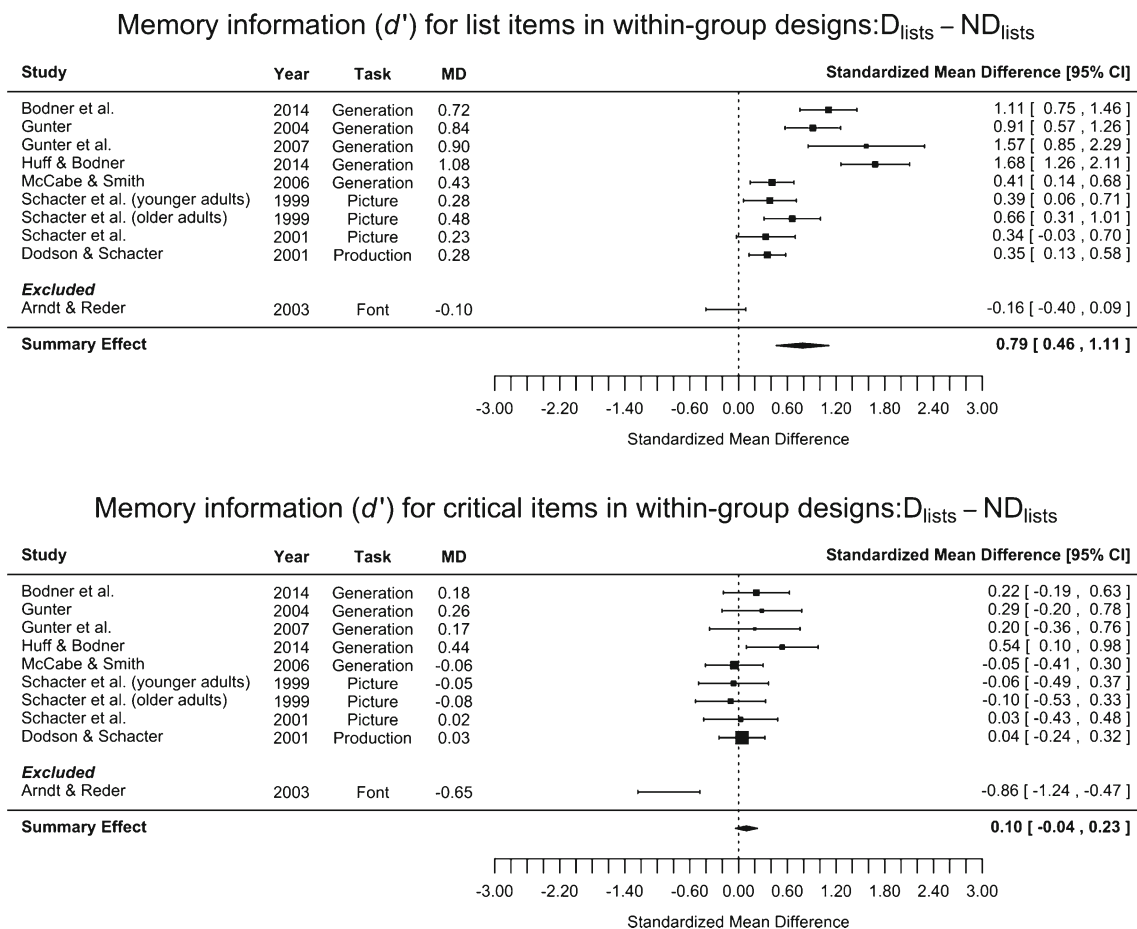 Memory information (d') for list items in within-group designs:Dlists – NDlists
Study Year Task MD Standardized Mean Difference [95% CI]
Bodner et al. 2014 Generation 0.72 1.11 [ 0.75 , 1.46 ]
Gunter 2004 Generation 0.84 0.91 [ 0.57 , 1.26 ]
Gunter et al. 2007 Generation 0.90 1.57 [ 0.85 , 2.29 ]
Huff & Bodner 2014 Generation 1.08 1.68 [ 1.26 , 2.11 ]
McCabe & Smith 2006 Generation 0.43 0.41 [ 0.14 , 0.68 ]
Schacter et al. (younger adults) 1999 Picture 0.28 0.39 [ 0.06 , 0.71 ]
Schacter et al. (older adults) 1999 Picture 0.48 0.66 [ 0.31 , 1.01 ]
Schacter et al. 2001 Picture 0.23 0.34 [ -0.03 , 0.70 ]
Dodson & Schacter 2001 Production 0.28 0.35 [ 0.13 , 0.58 ]
Excluded
Arndt & Reder 2003 Font -0.10 -0.16 [ -0.40 , 0.09 ]
Summary Effect 0.79 [ 0.46 , 1.11 ]
-3.00 -2.20 -1.40 -0.60 0.00 0.60 1.20 1.80 2.40 3.00
Standardized Mean Difference
Memory information (d') for critical items in within-group designs:Dlists – NDlists
Study Year Task MD Standardized Mean Difference [95% CI]
Bodner et al. 2014 Generation 0.18 0.22 [ -0.19 , 0.63 ]
Gunter 2004 Generation 0.26 0.29 [ -0.20 , 0.78 ]
Gunter et al. 2007 Generation 0.17 0.20 [ -0.36 , 0.76 ]
Huff & Bodner 2014 Generation 0.44 0.54 [ 0.10 , 0.98 ]
McCabe & Smith 2006 Generation -0.06 -0.05 [ -0.41 , 0.30 ]
Schacter et al. (younger adults) 1999 Picture -0.05 -0.06 [ -0.49 , 0.37 ]
Schacter et al. (older adults) 1999 Picture -0.08 -0.10 [ -0.53 , 0.33 ]
Schacter et al. 2001 Picture 0.02 0.03 [ -0.43 , 0.48 ]
Dodson & Schacter 2001 Production 0.03 0.04 [ -0.24 , 0.32 ]
Excluded
Arndt & Reder 2003 Font -0.65 -0.86 [ -1.24 , -0.47 ]
Summary Effect 0.10 [ -0.04 , 0.23 ]
-3.00 -2.20 -1.40 -0.60 0.00 0.60 1.20 1.80 2.40 3.00
Standardized Mean Difference